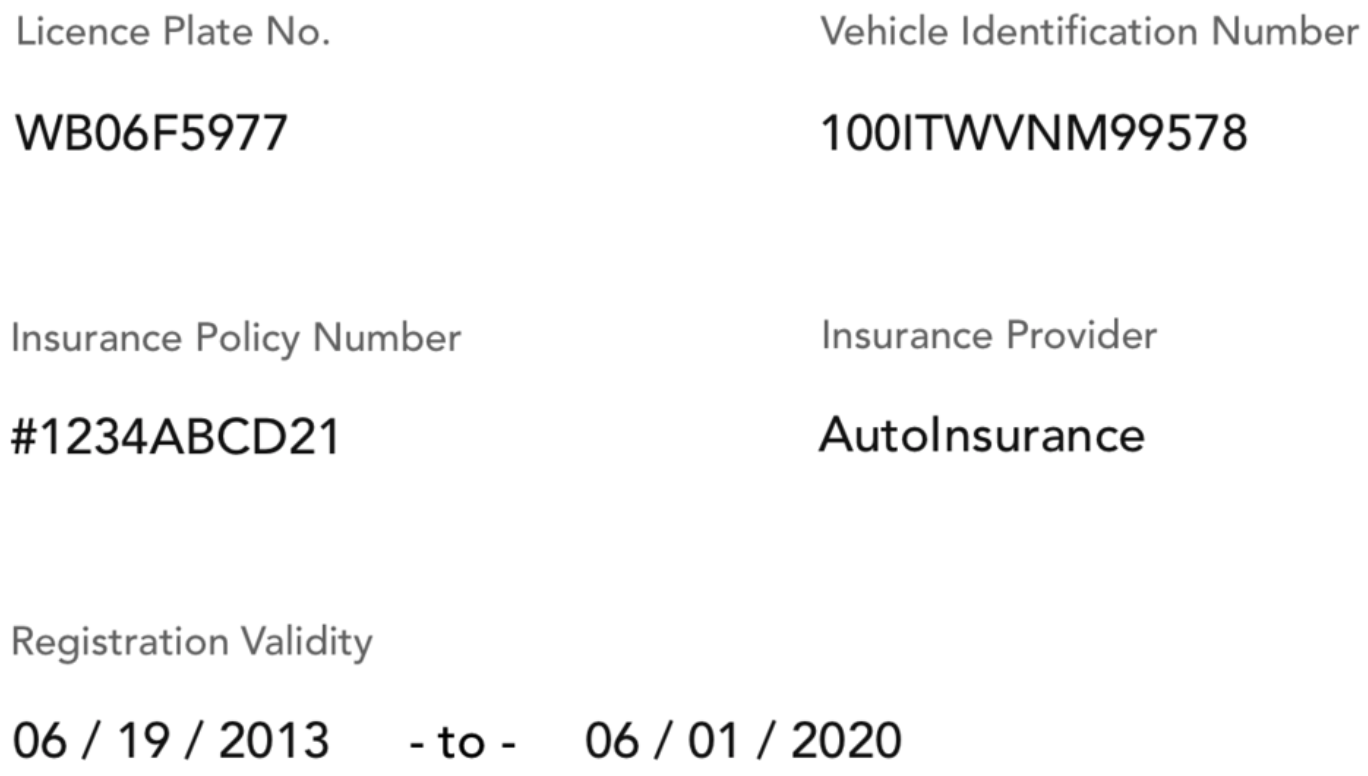 Licence Plate No.
Vehicle Identification Number
WB06F5977
100ITWVNM99578
Insurance Policy Number
Insurance Provider
#1234ABCD21
AutoInsurance
Registration Validity
06 / 19 / 2013 - to - 06 / 01 / 2020